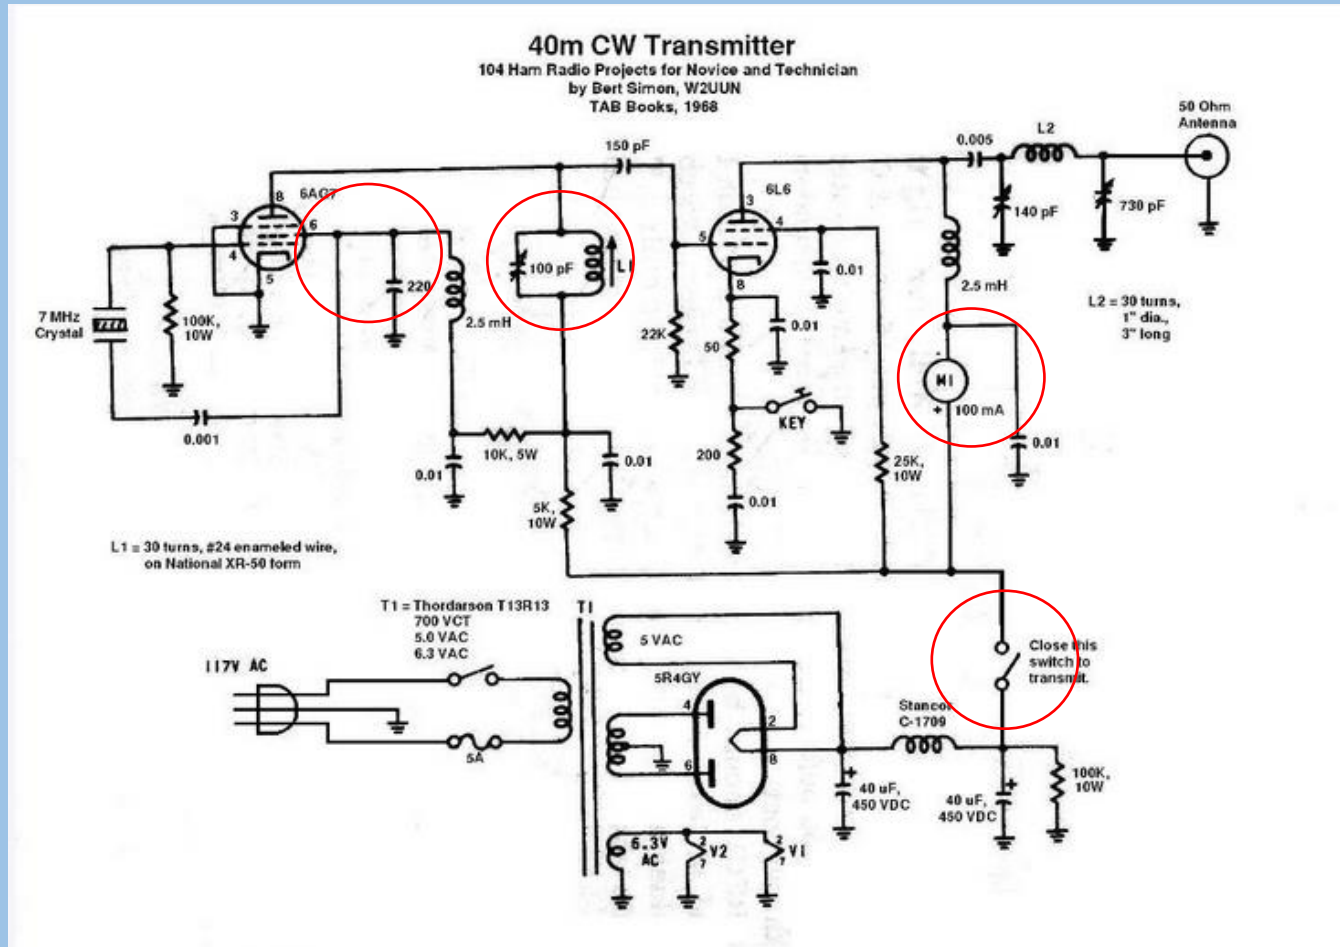 40m CW Transmitter
104 Ham Radio Projects for Novice and Technician
by Bert Simon, W2UUN
TAB Books, 1968
50 Ohm
Antenna
L2
0.005
150 pF
6L6
8
3
6
4
5
3
4
5
8
140 pF
730 pF
100 pF
L1
220
0.01
2.5 mH
2.5 mH
7 MHz
Crystal
100K,
10W
22K
50
0.01
L2 = 30 turns,
1" dia.,
3" long
-
M1
+
100 mA
KEY
0.001
10K, 5W
0.01
0.01
200
25K,
10W
0.01
5K,
10W
0.01
L1 = 30 turns, #24 enameled wire,
on National XR-50 form
T1 = Thordarson T13R13
700 VCT
5.0 VAC
6.3 VAC
T1
5 VAC
117V AC
5R4GY
Close this
switch to
transmit.
4
2
6
8
Stancor
C-1709
5A
+
40 uF,
450 VDC
+
40 uF,
450 VDC
100K,
10W
6.3V
AC
2
7
V2
2
7
V1